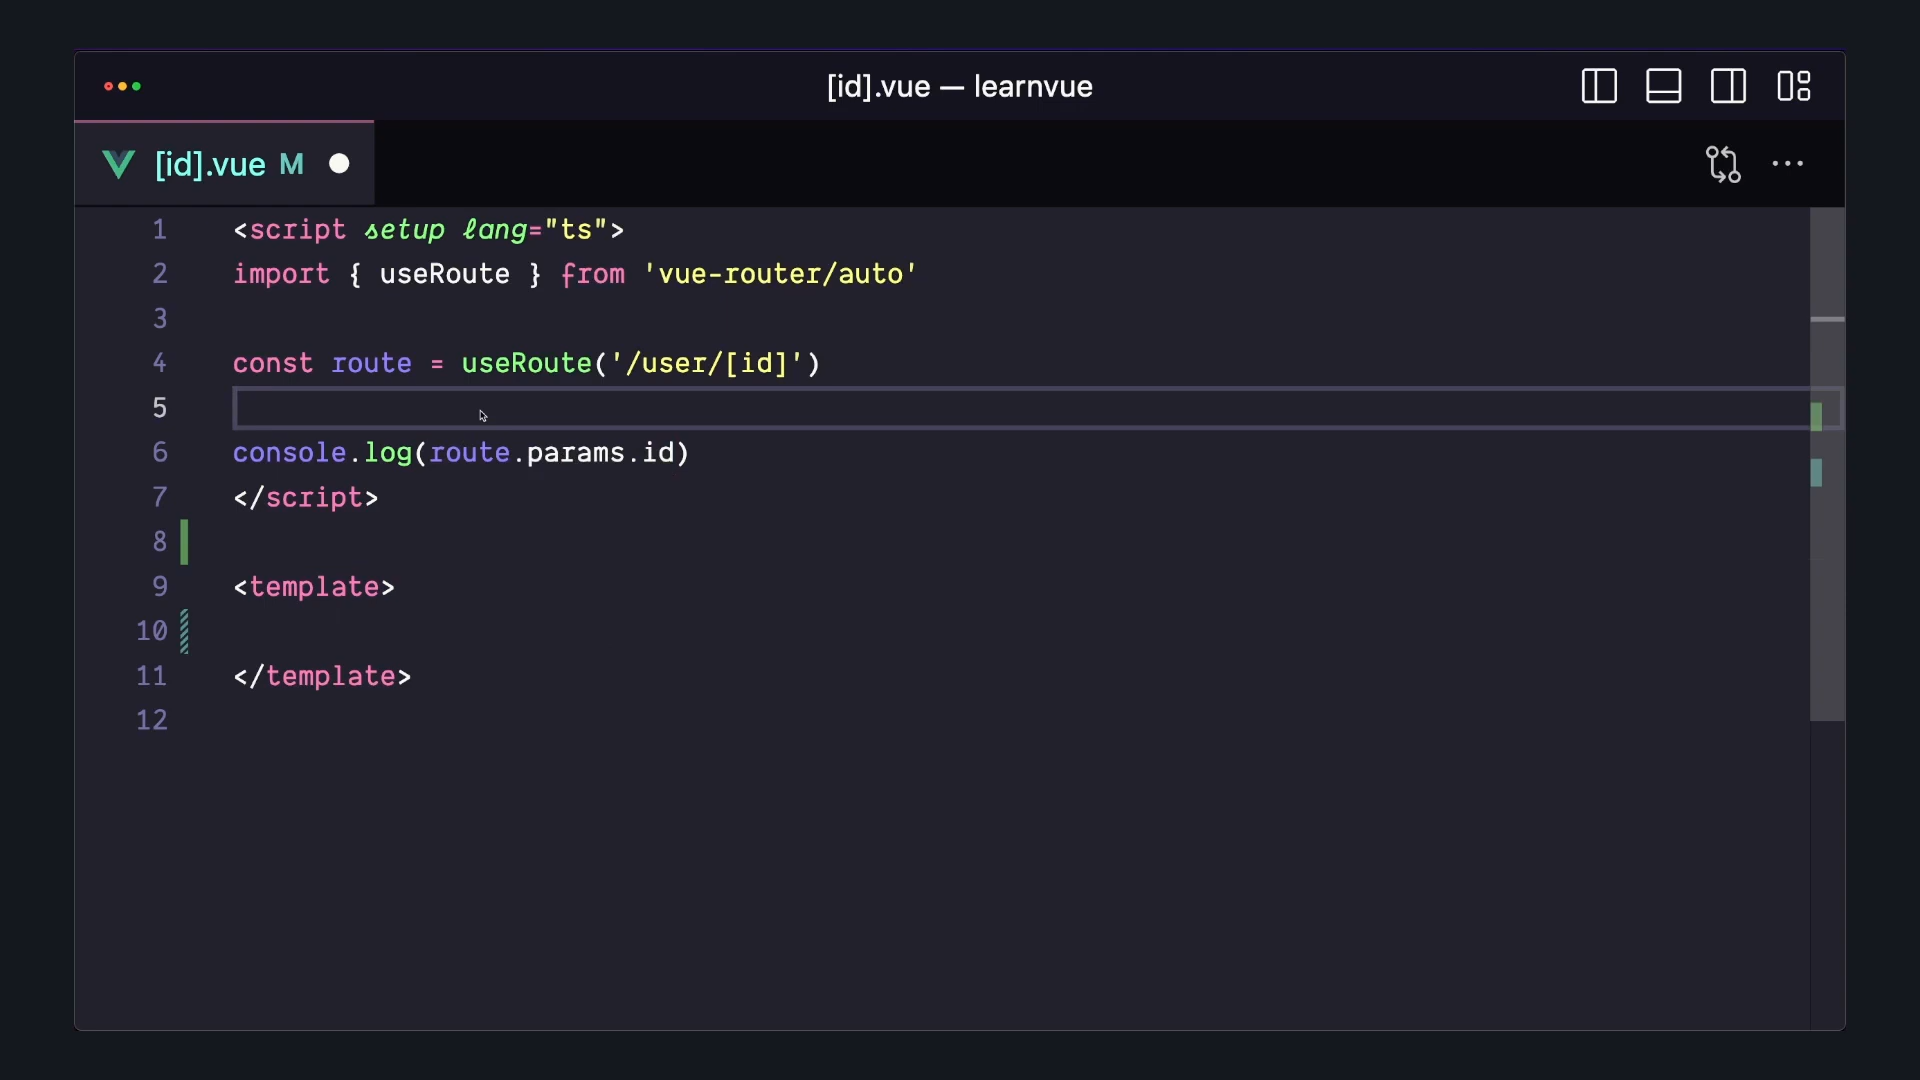 [id].vue — learnvue
[id].vue M
1 <script setup lang="ts">
2 import { useRoute } from 'vue-router/auto'
3
4 const route = useRoute('/user/[id]')
5
6 console.log(route.params.id)
7 </script>
8
9 <template>
10
11 </template>
12